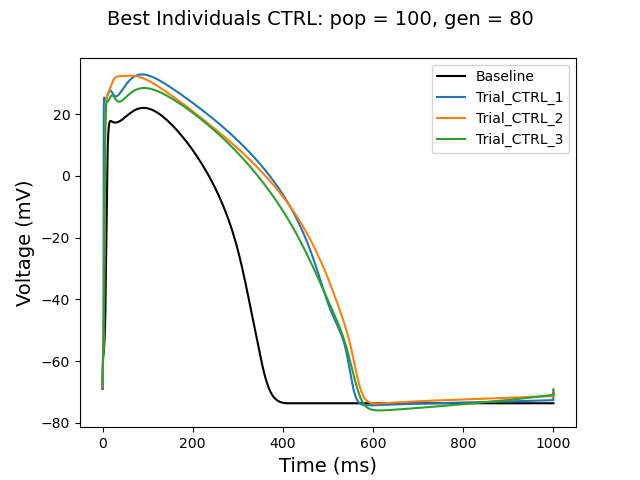 Best Individuals CTRL: pop = 100, gen = 80
Baseline
Trial_CTRL_1
Trial_CTRL_2
Trial_CTRL_3
Voltage (mV)
20
0
−20
−40
−60
−80
0 200 400 600 800 1000
Time (ms)